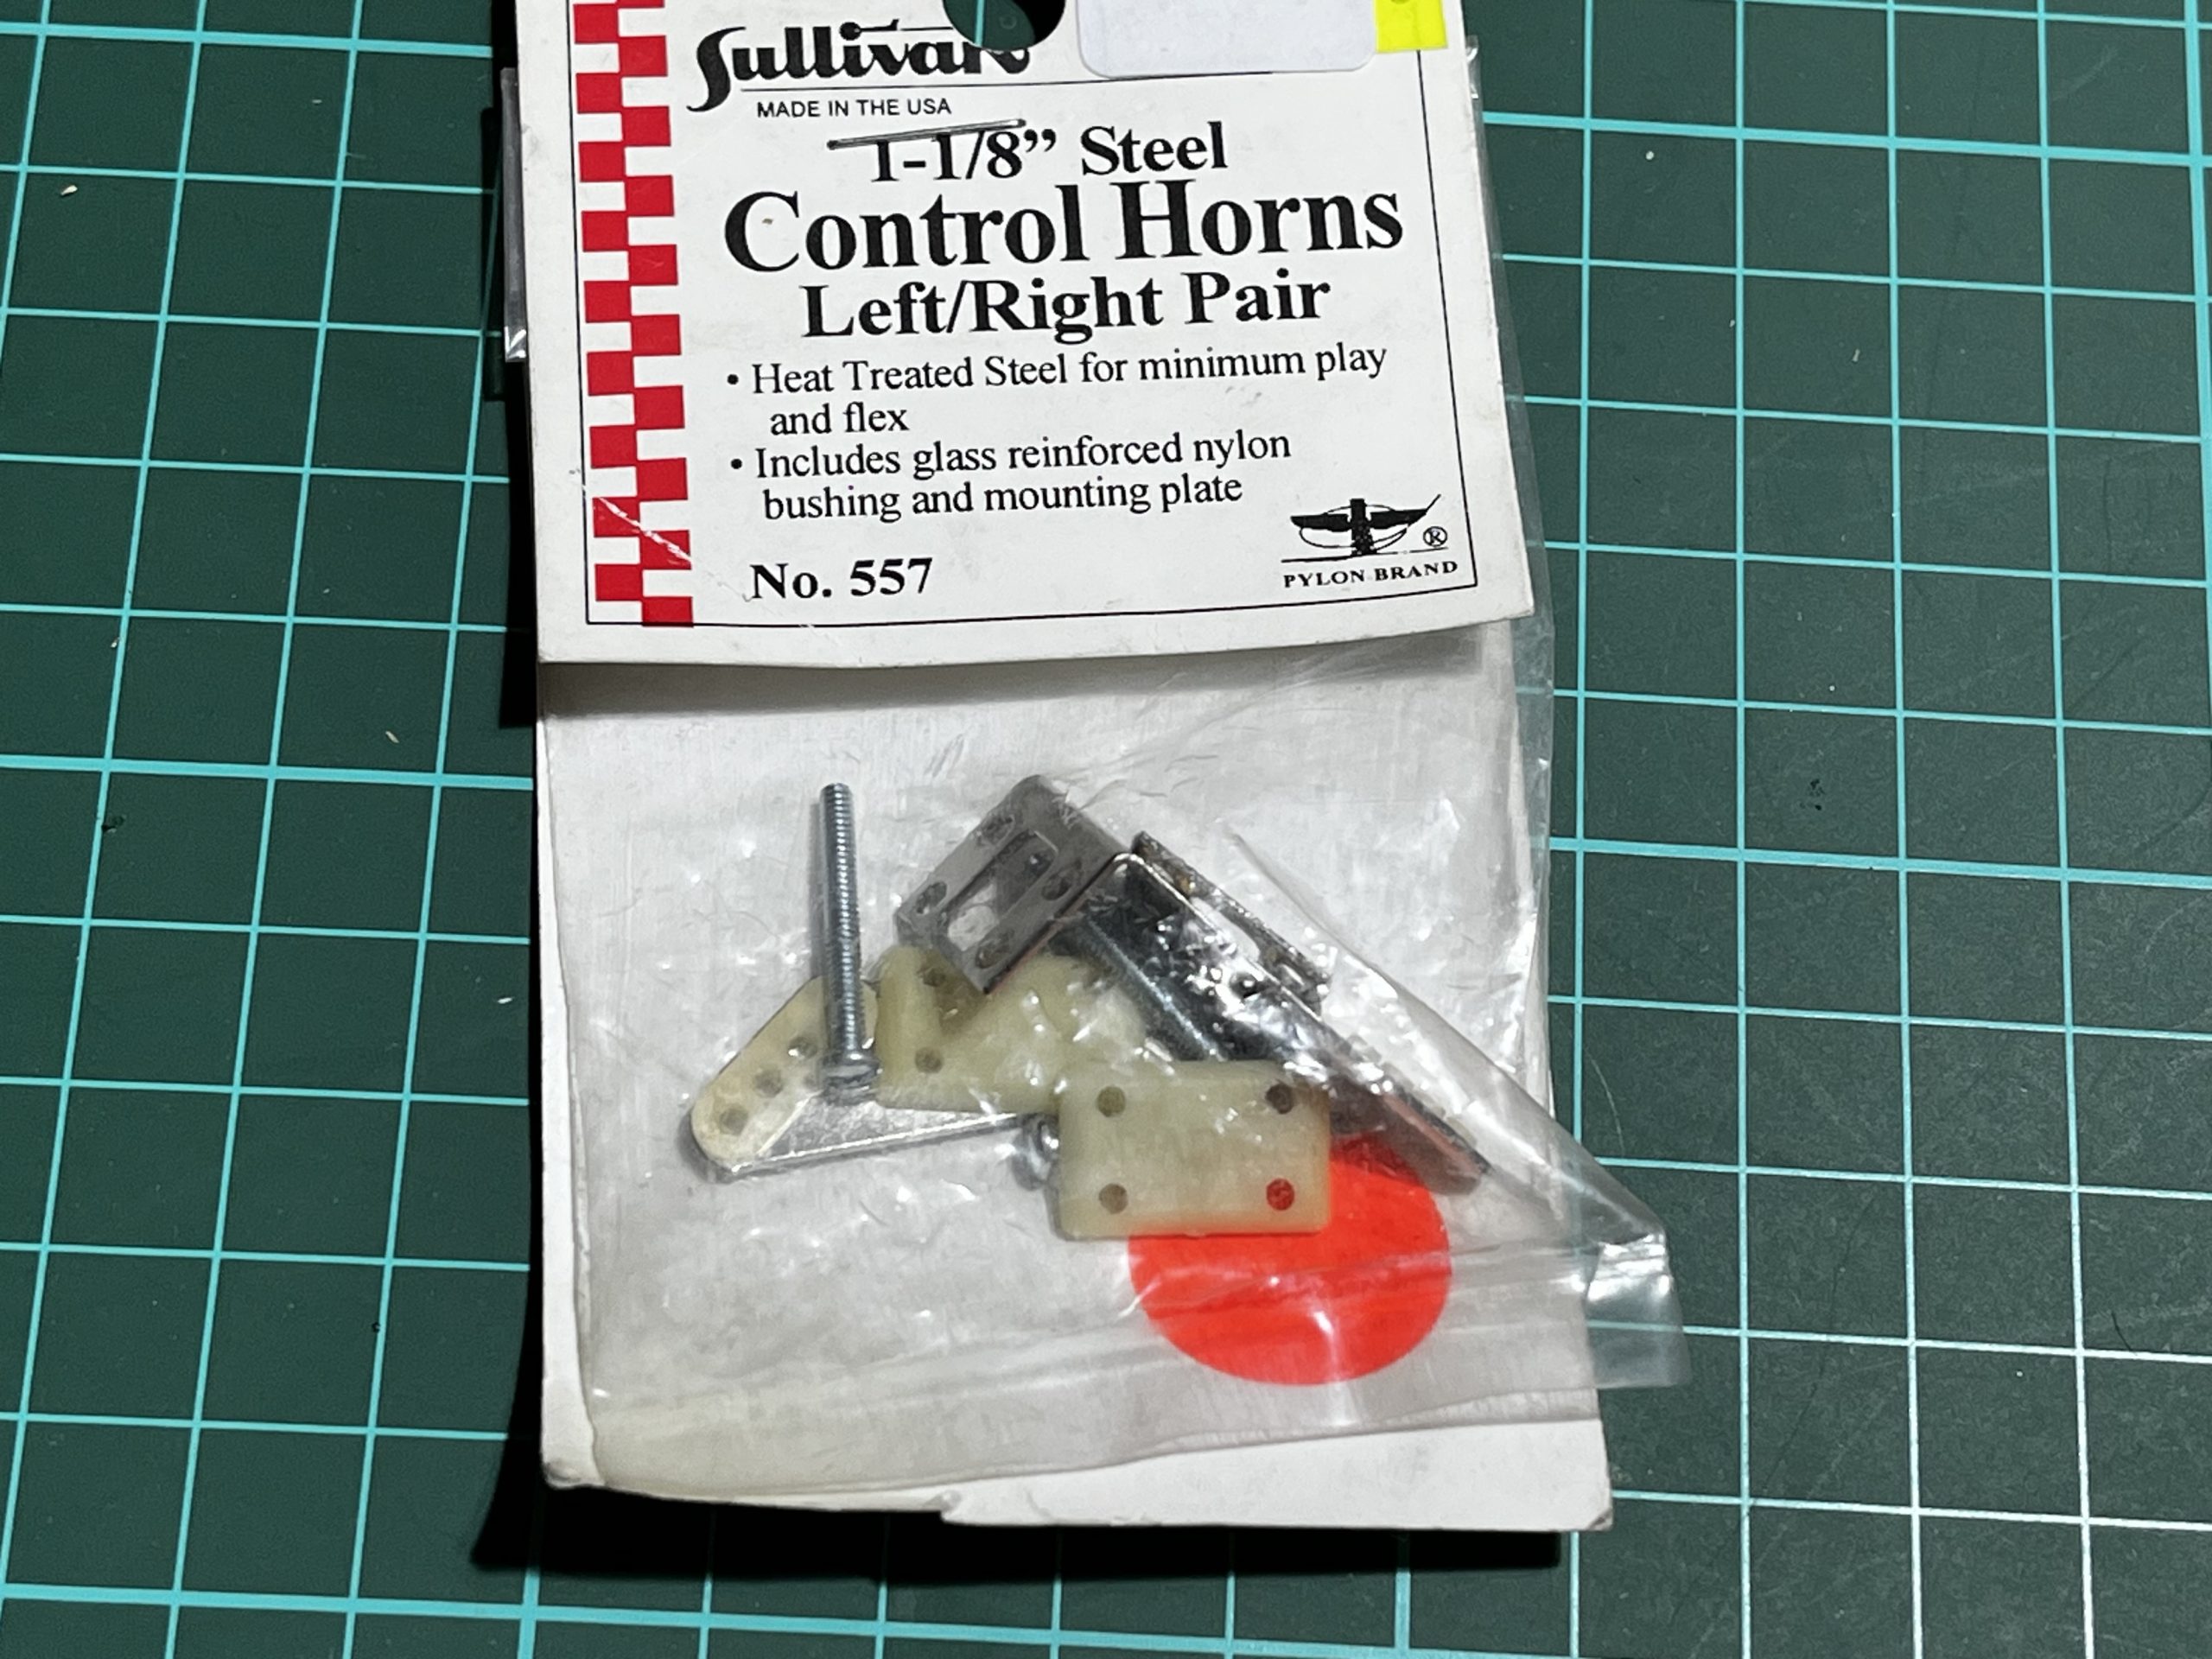 Sullivan
MADE IN THE USA
1-1/8” Steel
Control Horns
Left/Right Pair
• Heat Treated Steel for minimum play
and flex
• Includes glass reinforced nylon
bushing and mounting plate
No. 557
®
PYLON BRAND